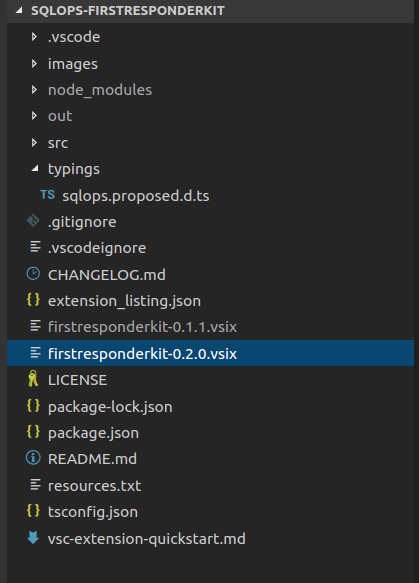 SQLOPS-FIRSTRESPONDERKIT
.vscode
images
node_modules
out
src
typings
TS sqlops.proposed.d.ts
.gitignore
.vscodeignore
CHANGELOG.md
{ } extension_listing.json
firstresponderkit-0.1.1.vsix
firstresponderkit-0.2.0.vsix
LICENSE
{ } package-lock.json
{ } package.json
README.md
resources.txt
{ } tsconfig.json
vsc-extension-quickstart.md